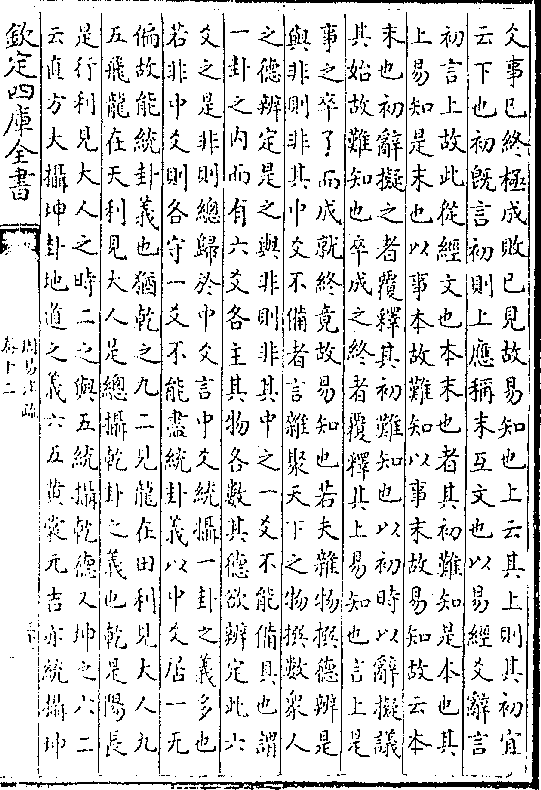 爻事已終極成敗已見故易知也上云其上則其初宜
云下也初既言初則上應稱末互文也以易經爻辭言
初言上故此從經文也本末也者其初難知是本也其
上易知是末也以事本故難知以事末故易知故云本
末也初辭擬之者覆釋其初難知也以初時以辭擬議
其始故難知也卒成之終者覆釋其上易知也言上是
事之卒了而成就終竟故易知也若夫雜物撰德辨是
與非則非其中爻不備者言雜聚天下之物撰數衆人
之德辨定是之與非則非其中之一爻不能備具也謂
一卦之内而有六爻各主其物各數其德欲辨定此六
爻之是非則總歸於中爻言中爻統攝一卦之義多也
若非中爻則各守一爻不能盡統卦義以中爻居一无
偏故能統卦義也猶乾之九二見龍在田利見大人九
五飛龍在天利見大人是總攝乾卦之義也乾是陽長
是行利見大人之時二之與五統攝乾德又坤之六二
云直方大攝坤卦地道之義六五黃裳元吉亦統攝坤
欽定四庫全書
周易注疏
卷十二